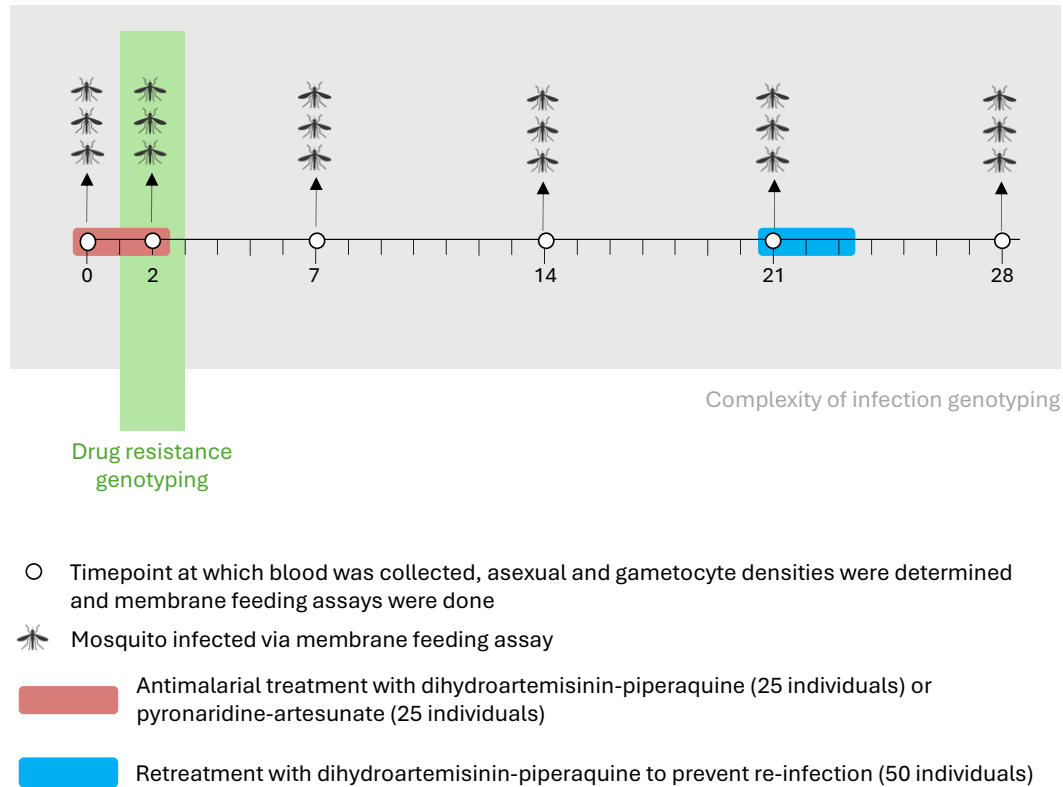 0 2 7 14 21 28
Complexity of infection genotyping
Drug resistance
genotyping
Timepoint at which blood was collected, asexual and gametocyte densities were determined
and membrane feeding assays were done
Mosquito infected via membrane feeding assay
Antimalarial treatment with dihydroartemisinin-piperaquine (25 individuals) or
pyronaridine-artesunate (25 individuals)
Retreatment with dihydroartemisinin-piperaquine to prevent re-infection (50 individuals)